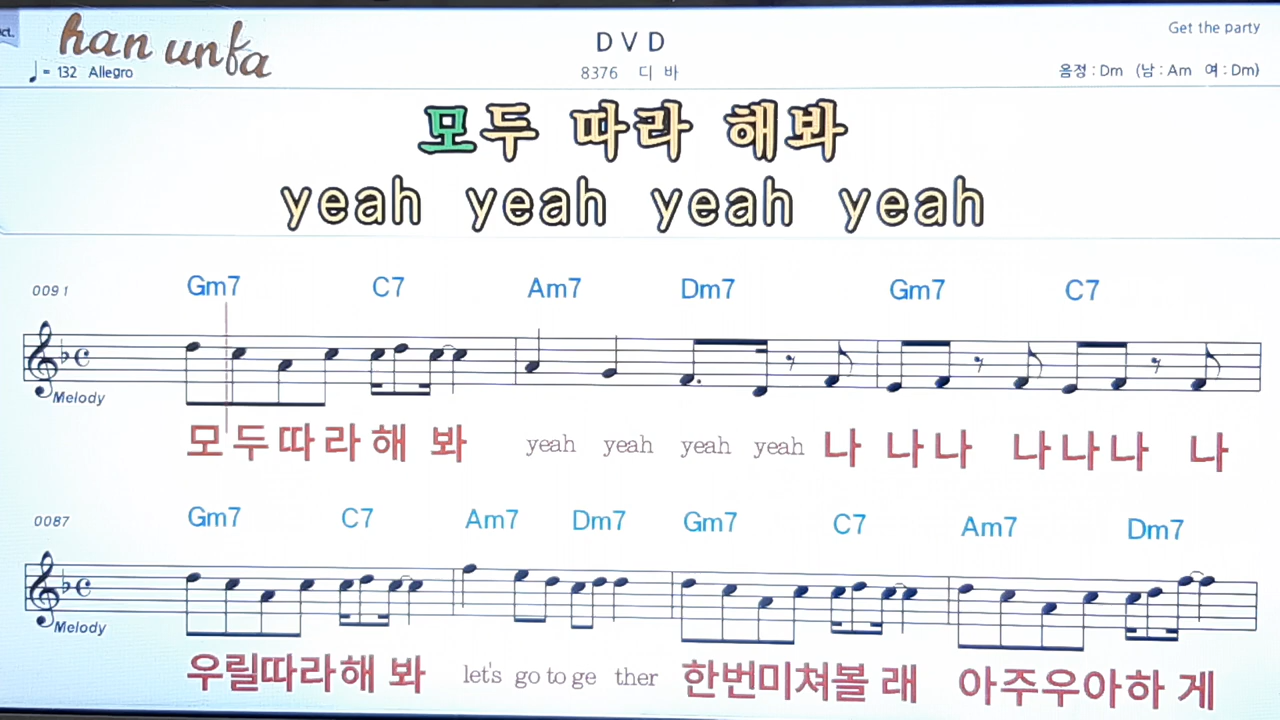 ct.
han unfa
DVD
Get the party
♩= 132 Allegro
8376 디 바
음정 : Dm (남 : Am 여 : Dm)
모두 따라 해봐
yeah yeah yeah yeah
0091 Gm7 C7 Am7 Dm7 Gm7 C7
Melody
모두따라해 봐 yeah yeah yeah yeah 나 나나 나나나 나
0087 Gm7 C7 Am7 Dm7 Gm7 C7 Am7 Dm7
Melody
우릴따라해 봐 let's go to ge ther 한번미쳐볼 래 아주우아하 게